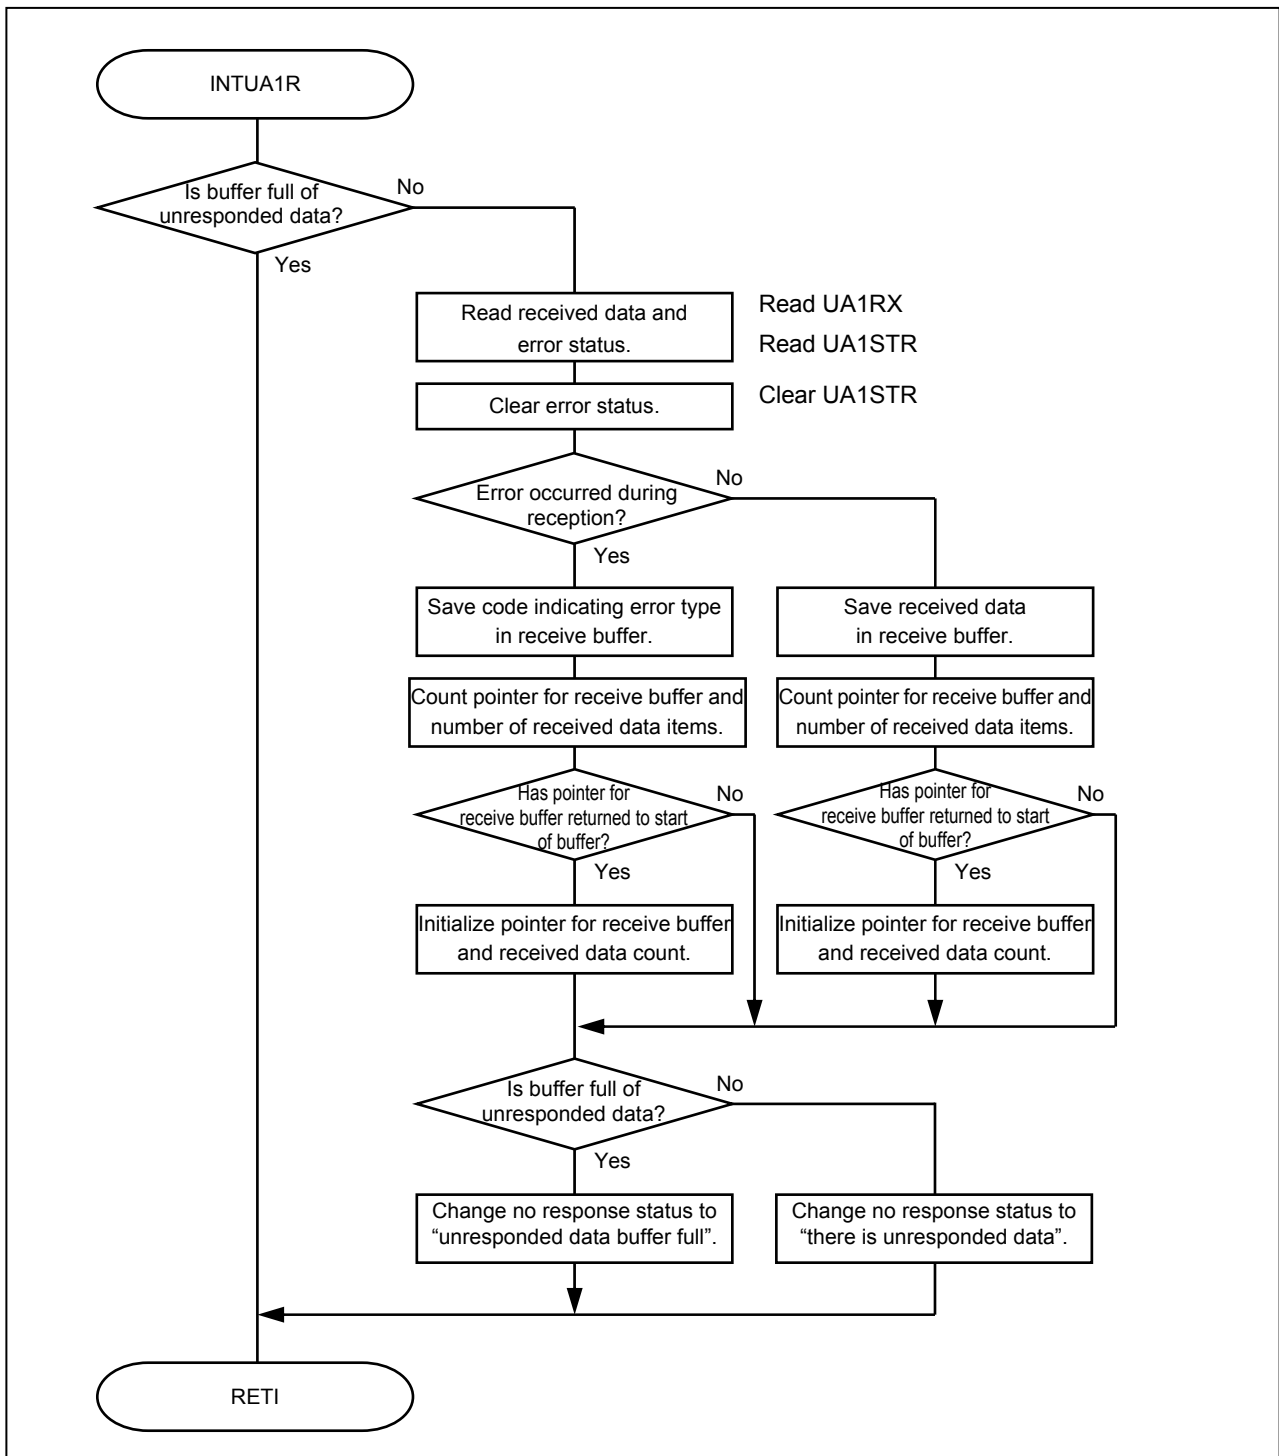 INTUA1R
Is buffer full of
unresponded data?
No
Yes
Read received data and
error status.
Read UA1RX
Read UA1STR
Clear error status.
Clear UA1STR
Error occurred during
reception?
No
Yes
Save code indicating error type
in receive buffer.
Save received data
in receive buffer.
Count pointer for receive buffer and
number of received data items.
Count pointer for receive buffer and
number of received data items.
Has pointer for
receive buffer returned to start
of buffer?
No
Yes
Has pointer for
receive buffer returned to start
of buffer?
No
Yes
Initialize pointer for receive buffer
and received data count.
Initialize pointer for receive buffer
and received data count.
Is buffer full of
unresponded data?
No
Yes
Change no response status to
“unresponded data buffer full”.
Change no response status to
“there is unresponded data”.
RETI